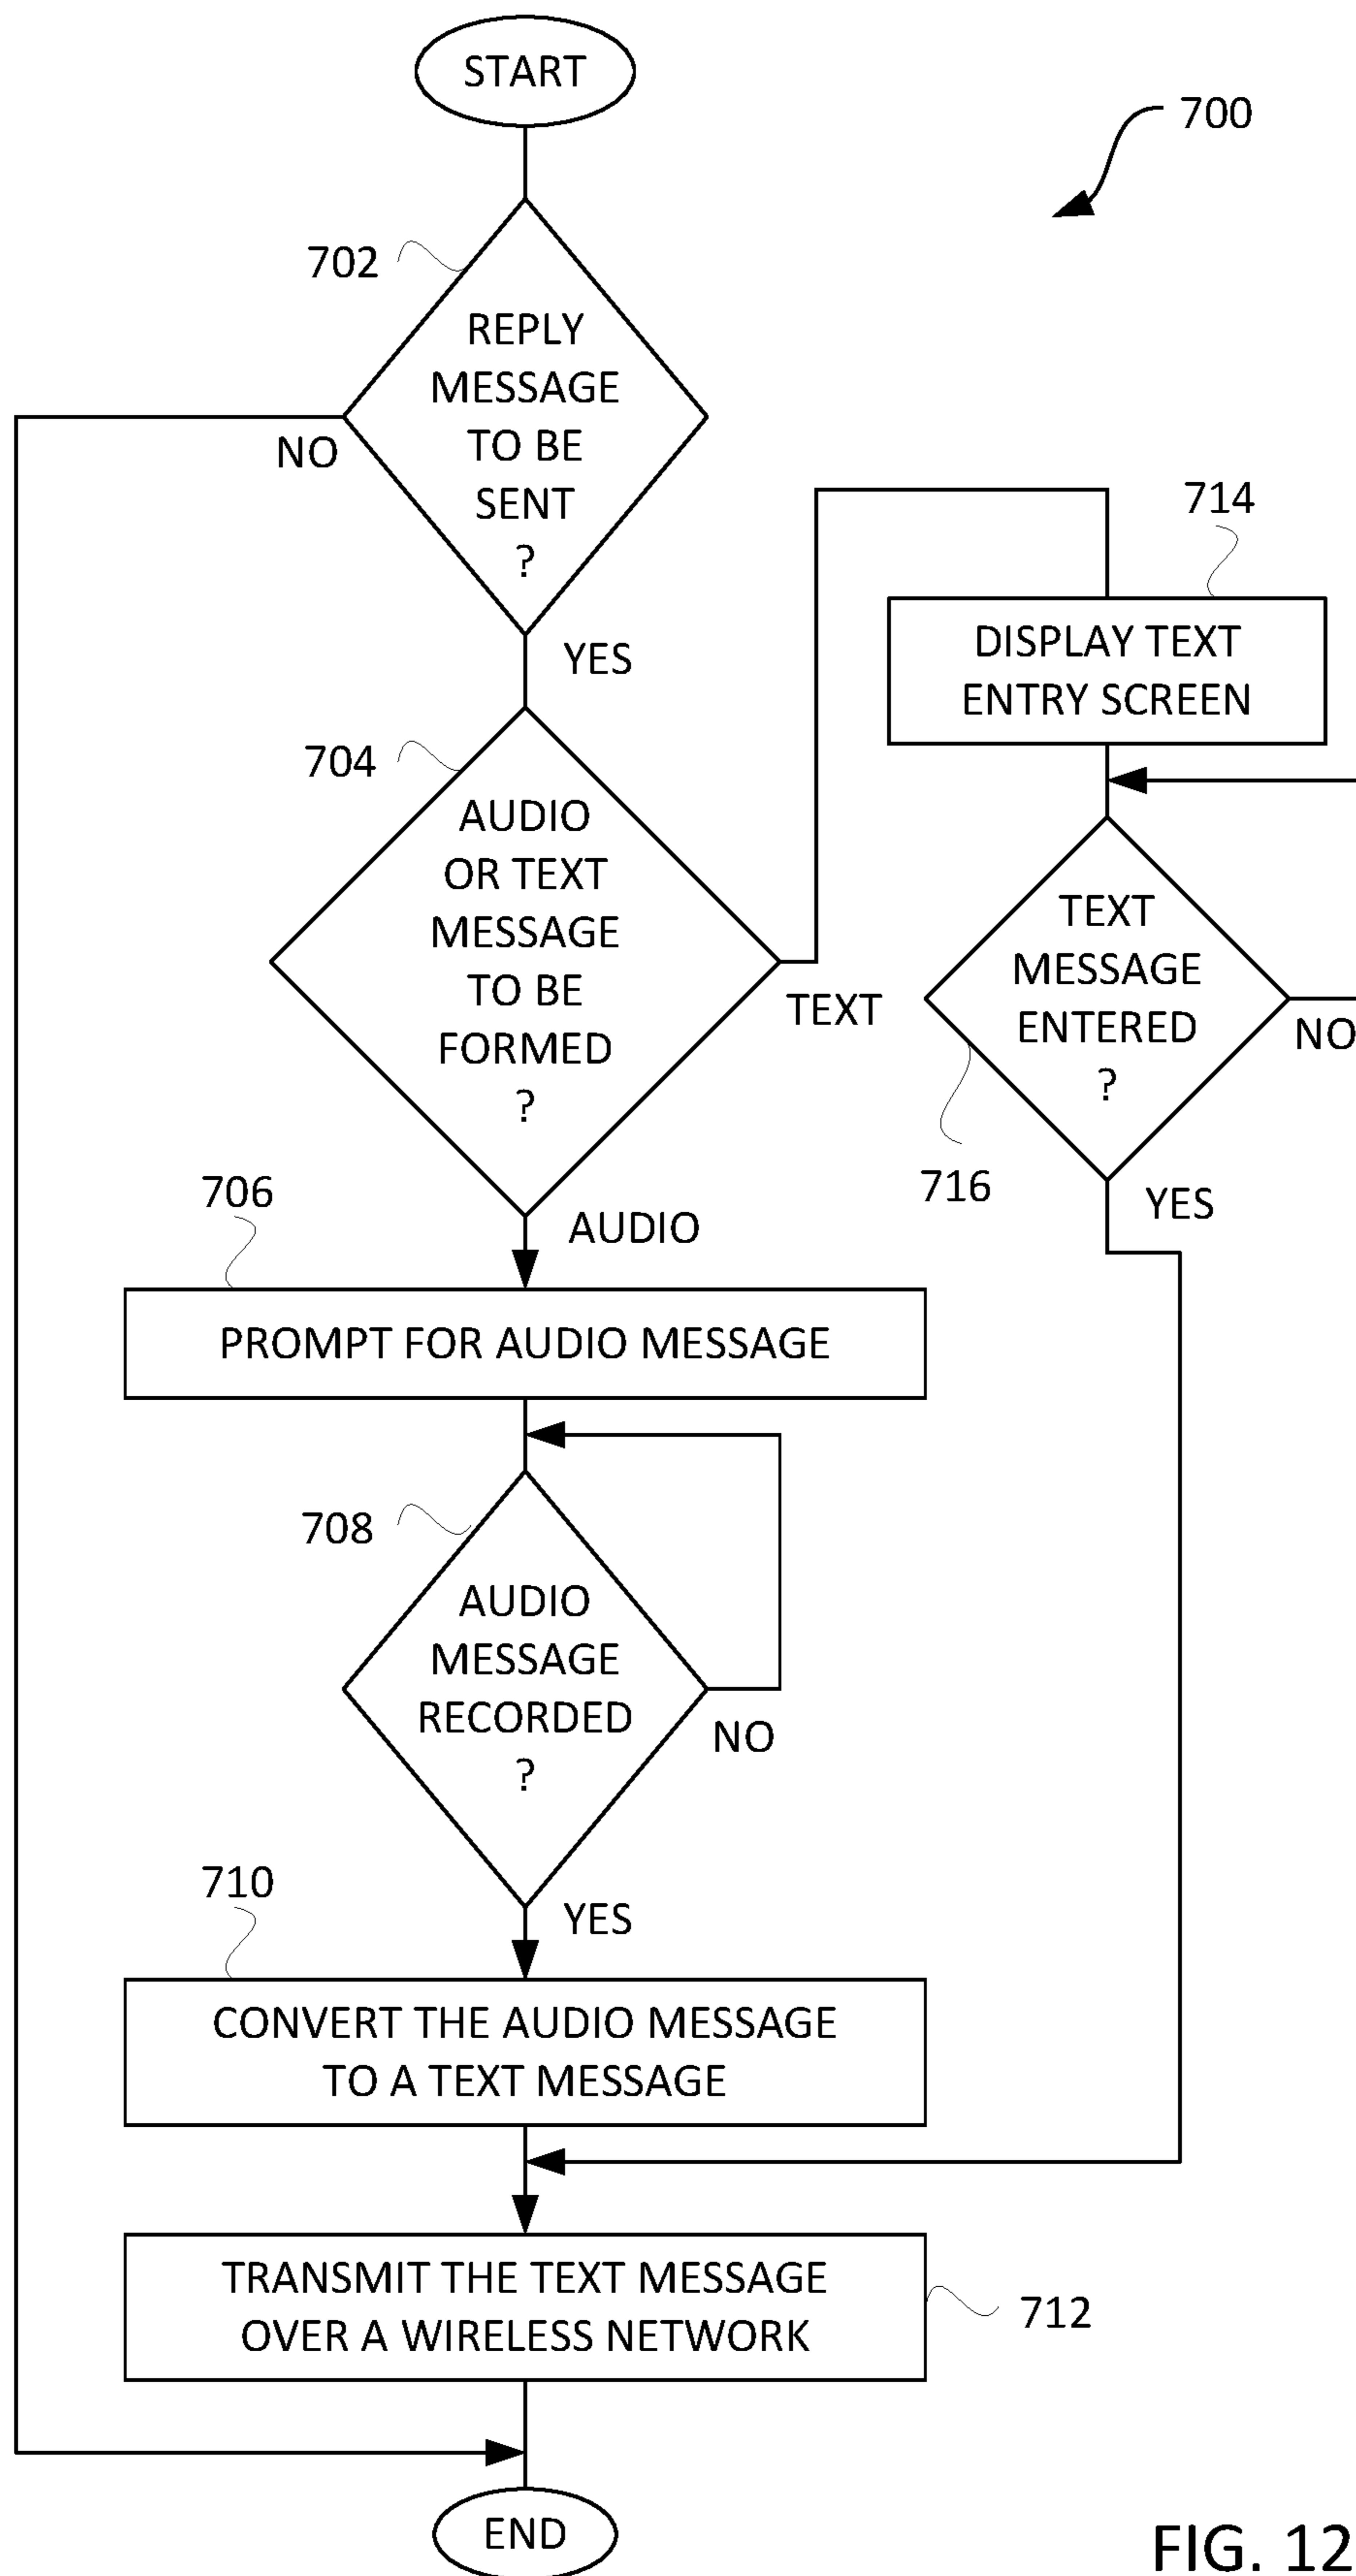 START
700
702
REPLY
MESSAGE
TO BE
SENT
?
NO
YES
714
DISPLAY TEXT
ENTRY SCREEN
704
AUDIO
OR TEXT
MESSAGE
TO BE
FORMED
?
TEXT
TEXT
MESSAGE
ENTERED
?
NO
716
YES
706
AUDIO
PROMPT FOR AUDIO MESSAGE
708
AUDIO
MESSAGE
RECORDED
?
NO
710
YES
CONVERT THE AUDIO MESSAGE
TO A TEXT MESSAGE
TRANSMIT THE TEXT MESSAGE
OVER A WIRELESS NETWORK
712
END
FIG. 12